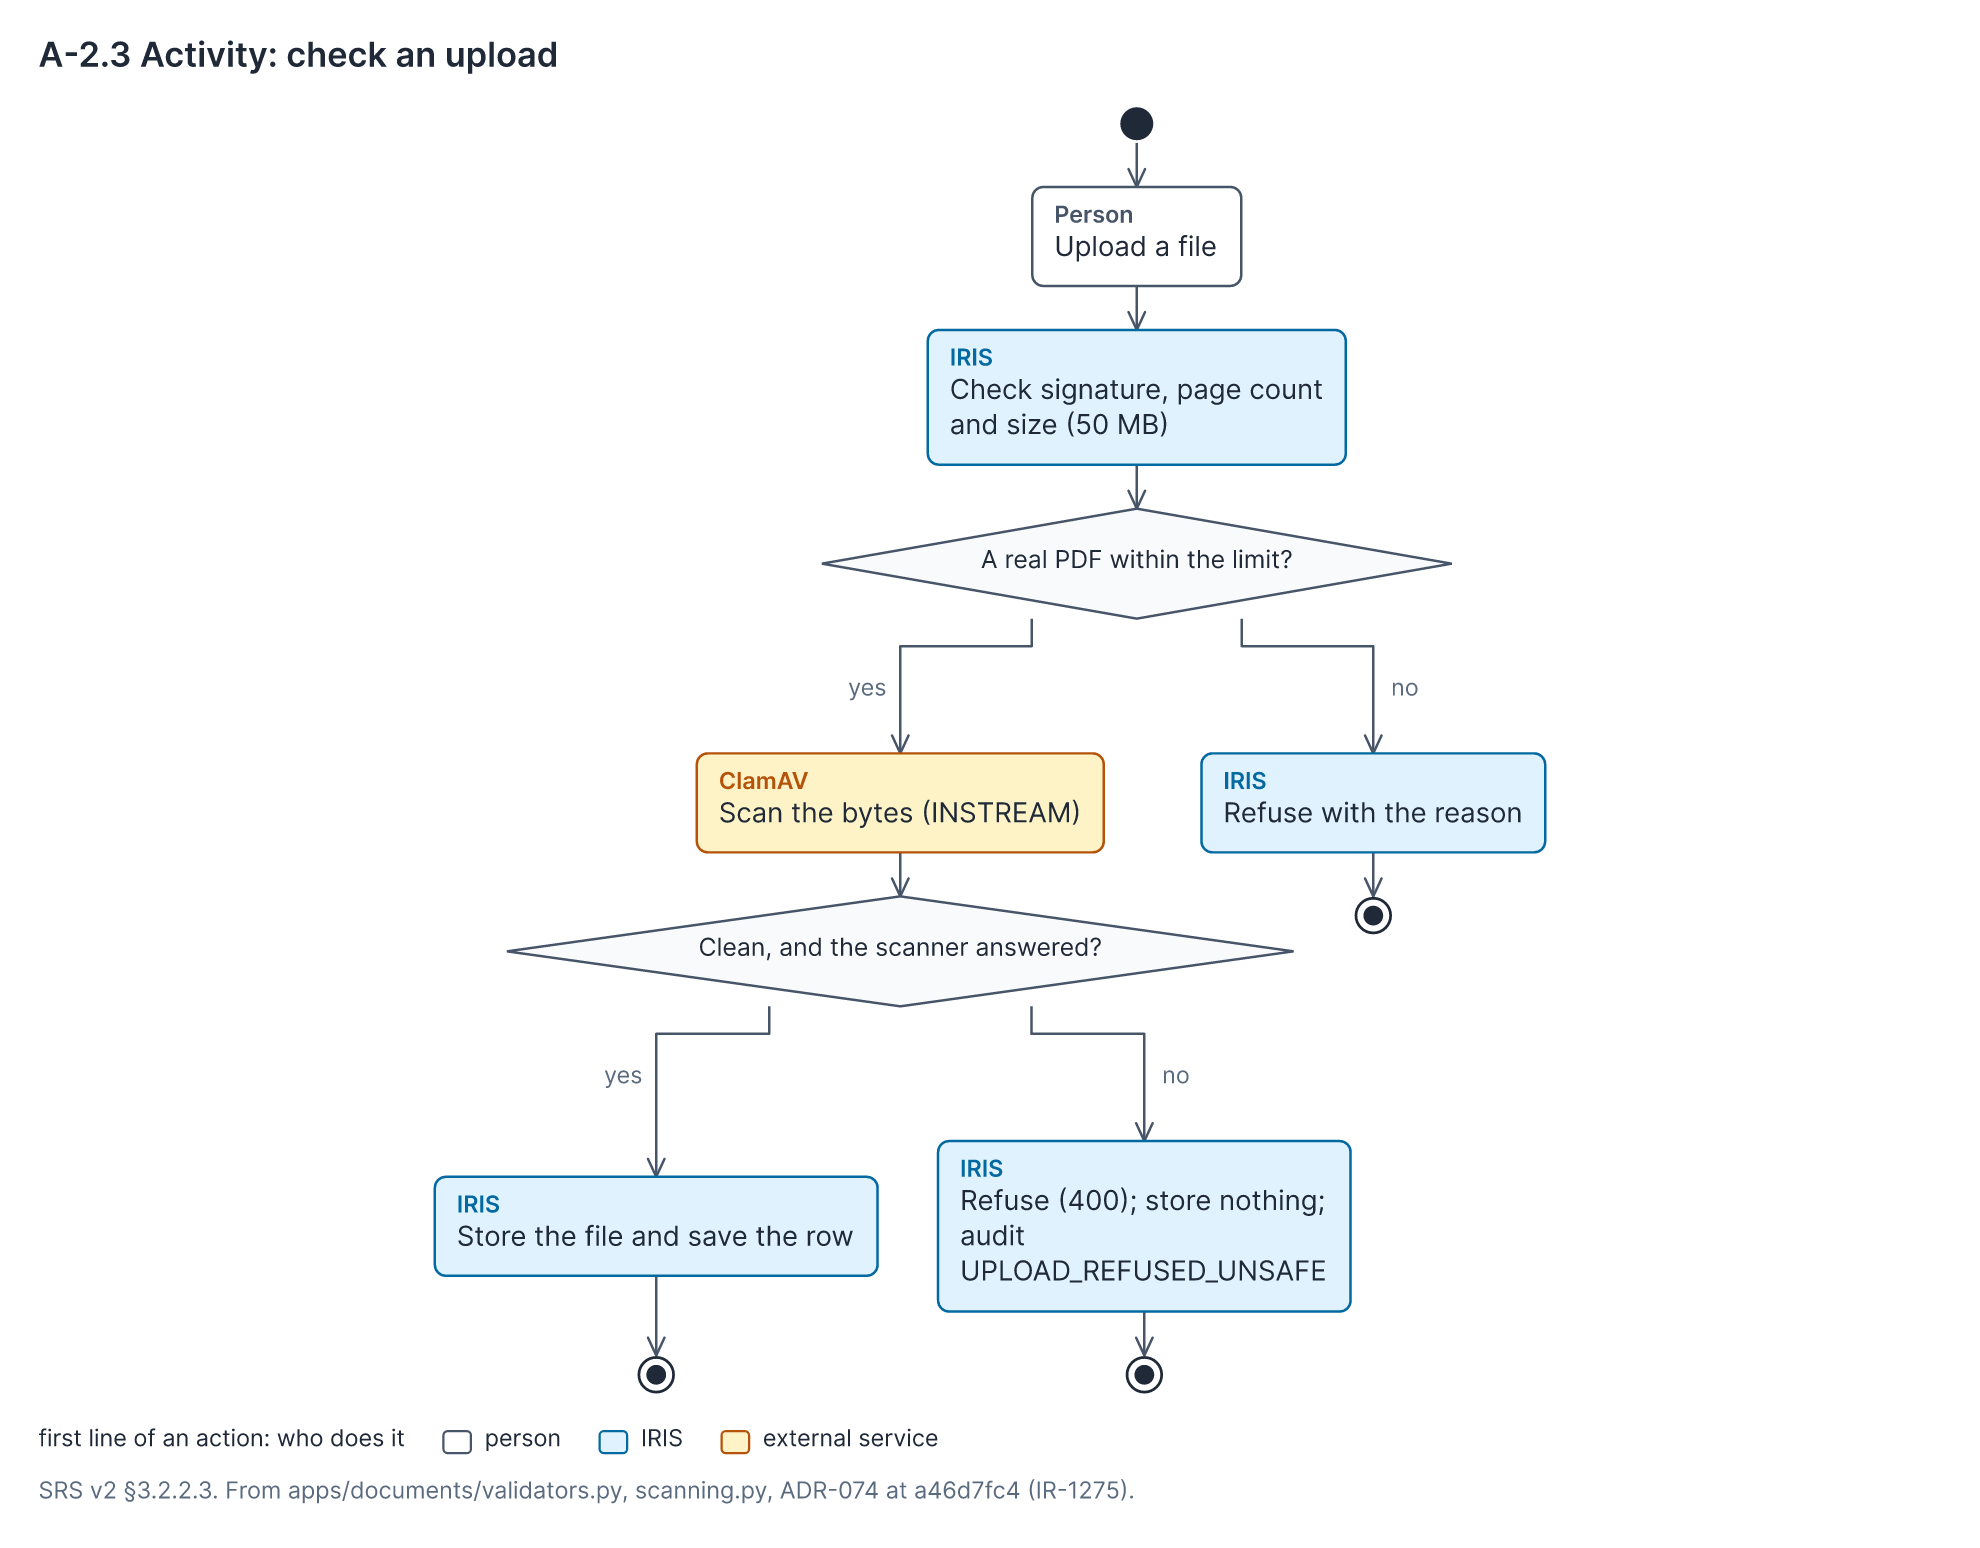 A-2.3 Activity: check an upload
Person
Upload a file
IRIS
Check signature, page count
and size (50 MB)
A real PDF within the limit?
yes
no
ClamAV
Scan the bytes (INSTREAM)
IRIS
Refuse with the reason
Clean, and the scanner answered?
yes
no
IRIS
Store the file and save the row
IRIS
Refuse (400); store nothing;
audit
UPLOAD_REFUSED_UNSAFE
first line of an action: who does it
person
IRIS
external service
SRS v2 §3.2.2.3. From apps/documents/validators.py, scanning.py, ADR-074 at a46d7fc4 (IR-1275).